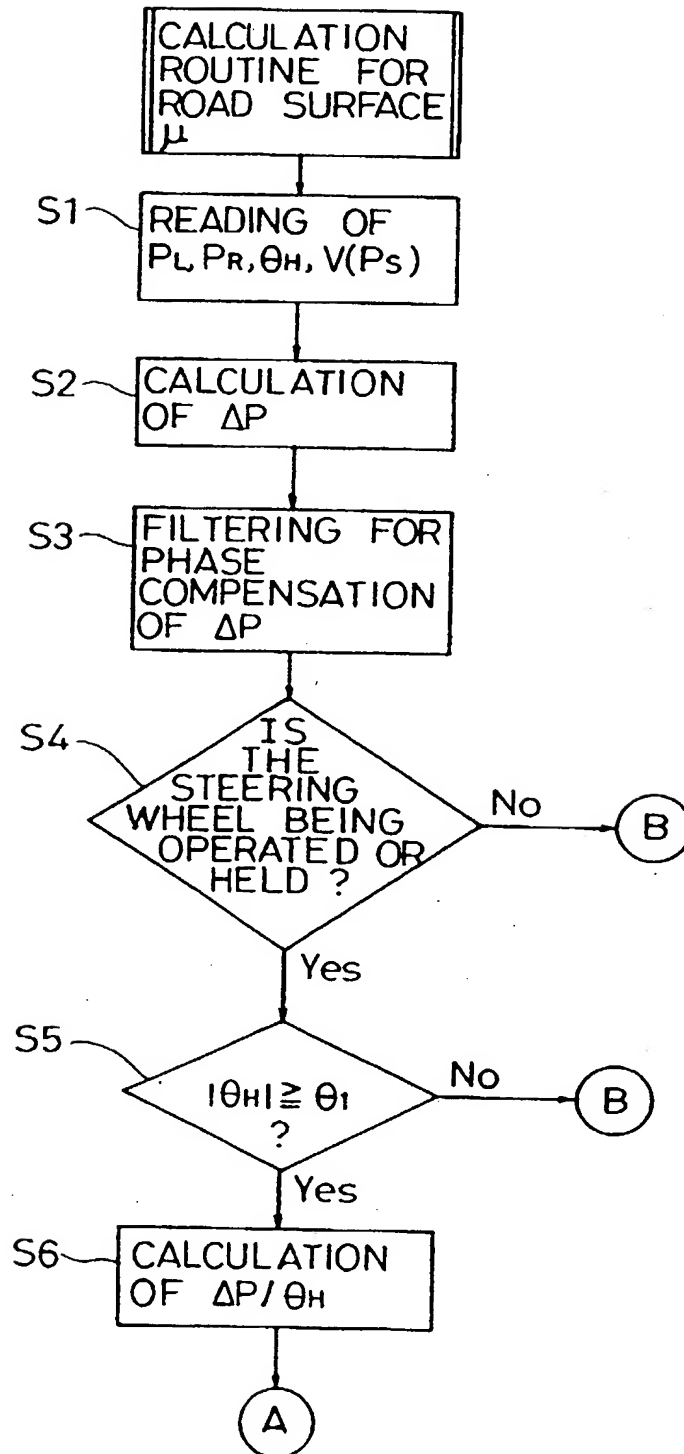 CALCULATION
ROUTINE FOR
ROAD SURFACE
μ
S1
READING OF
PL, PR, θH, V(PS)
S2
CALCULATION
OF ΔP
S3
FILTERING FOR
PHASE
COMPENSATION
OF ΔP
S4
IS
THE
STEERING
WHEEL BEING
OPERATED OR
HELD ?
No
B
Yes
S5
|θH| ≧ θ1
?
No
B
Yes
S6
CALCULATION
OF ΔP/θH
A